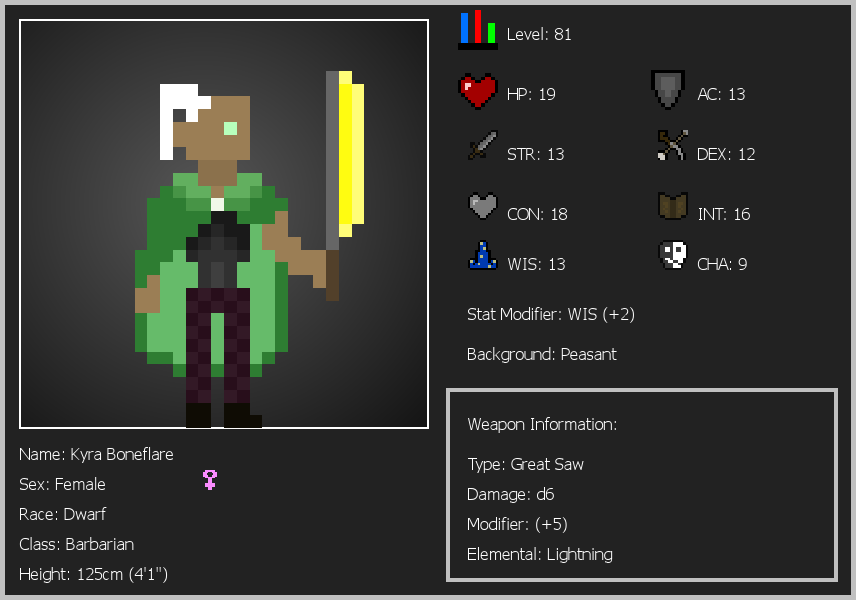 Level: 81
HP: 19
AC: 13
STR: 13
DEX: 12
CON: 18
INT: 16
WIS: 13
CHA: 9
Stat Modifier: WIS (+2)
Background: Peasant
Weapon Information:
Type: Great Saw
Damage: d6
Modifier: (+5)
Elemental: Lightning
Name: Kyra Boneflare
Sex: Female
Race: Dwarf
Class: Barbarian
Height: 125cm (4'1")